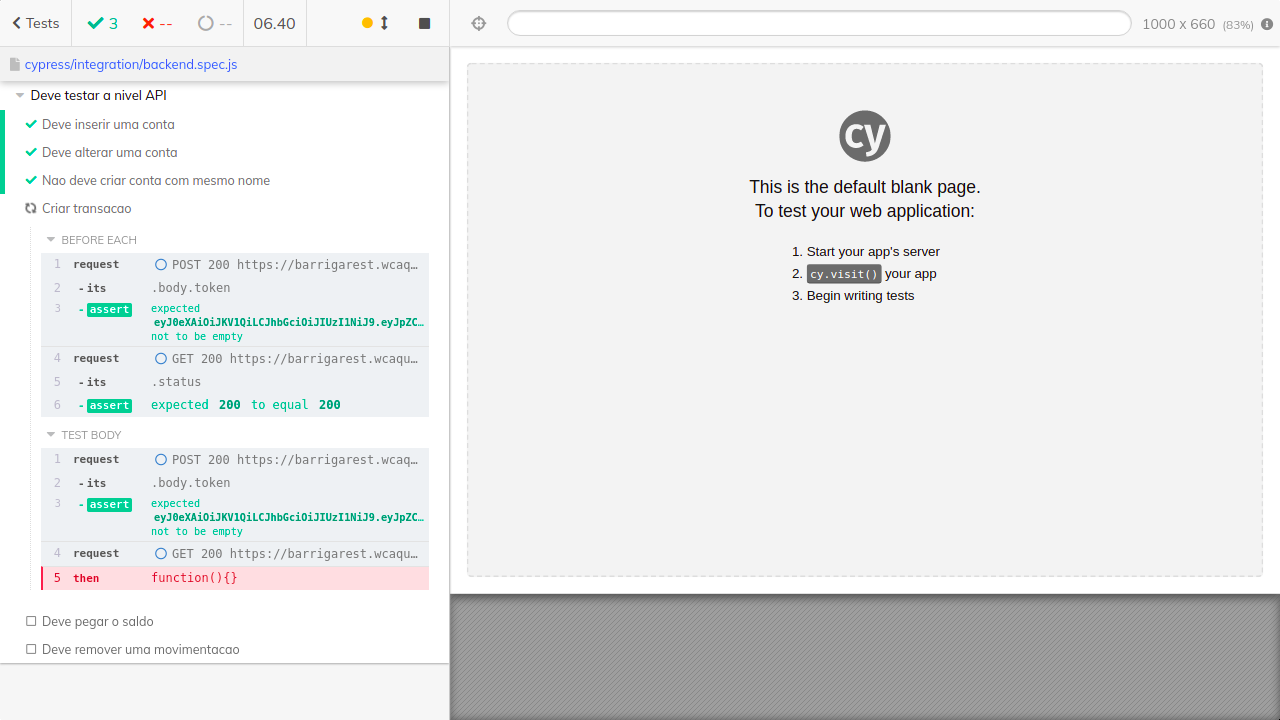 Tests
3
--
--
06.40
1000 x 660 (83%)
cypress/integration/backend.spec.js
Deve testar a nivel API
Deve inserir uma conta
Deve alterar uma conta
Nao deve criar conta com mesmo nome
Criar transacao
BEFORE EACH
1 request POST 200 https://barrigarest.wcaq…
2 -its .body.token
3 -assert expected
eyJ0eXAiOiJKV1QiLCJhbGciOiJIUzI1NiJ9.eyJpZC…
not to be empty
4 request GET 200 https://barrigarest.wcaqu…
5 -its .status
6 -assert expected 200 to equal 200
TEST BODY
1 request POST 200 https://barrigarest.wcaq…
2 -its .body.token
3 -assert expected
eyJ0eXAiOiJKV1QiLCJhbGciOiJIUzI1NiJ9.eyJpZC…
not to be empty
4 request GET 200 https://barrigarest.wcaqu…
5 then function(){}
Deve pegar o saldo
Deve remover uma movimentacao
cy
This is the default blank page.
To test your web application:
1. Start your app's server
2. cy.visit() your app
3. Begin writing tests